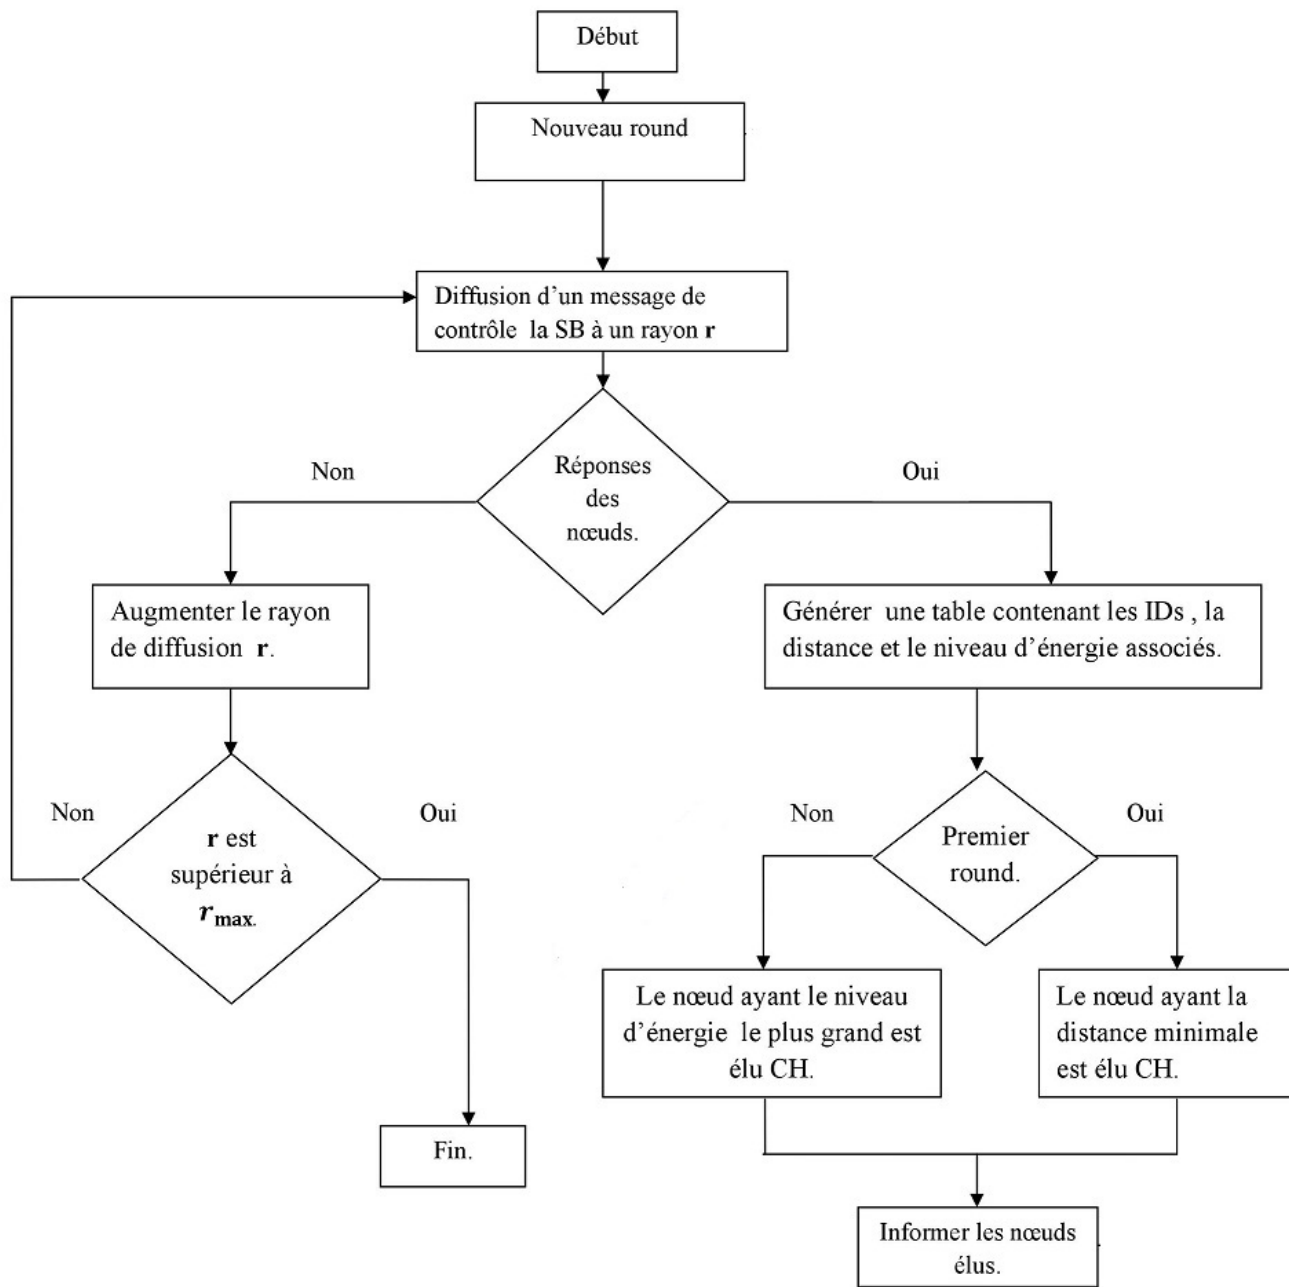 Début
Nouveau round
Diffusion d'un message de
contrôle la SB à un rayon r
Non
Réponses
des
nœuds.
Oui
Augmenter le rayon
de diffusion r.
Générer une table contenant les IDs , la
distance et le niveau d'énergie associés.
Non
r est
supérieur à
rmax.
Oui
Non
Premier
round.
Oui
Le nœud ayant le niveau
d'énergie le plus grand est
élu CH.
Le nœud ayant la
distance minimale
est élu CH.
Fin.
Informer les nœuds
élus.